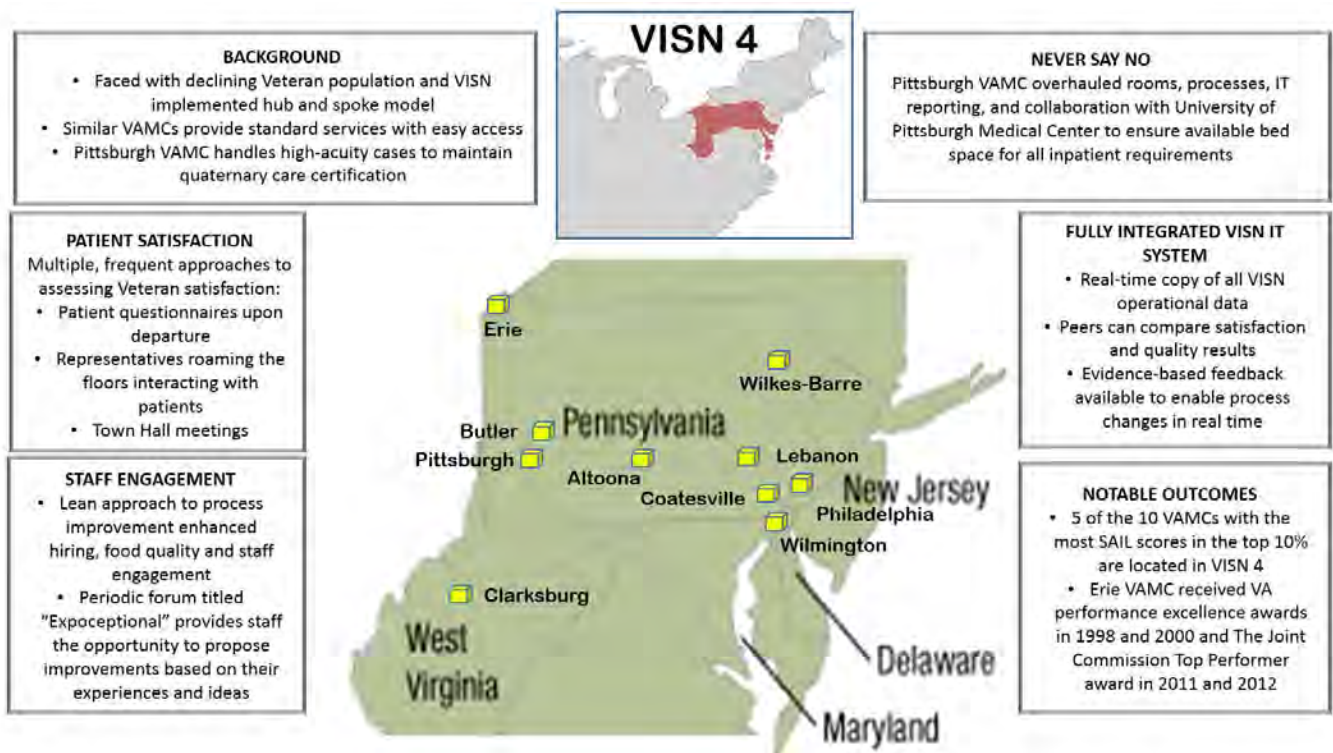 BACKGROUND
• Faced with declining Veteran population and VISN
implemented hub and spoke model
• Similar VAMCs provide standard services with easy access
• Pittsburgh VAMC handles high-acuity cases to maintain
quaternary care certification
VISN 4
NEVER SAY NO
Pittsburgh VAMC overhauled rooms, processes, IT
reporting, and collaboration with University of
Pittsburgh Medical Center to ensure available bed
space for all inpatient requirements
PATIENT SATISFACTION
Multiple, frequent approaches to
assessing Veteran satisfaction:
• Patient questionnaires upon
departure
• Representatives roaming the
floors interacting with
patients
• Town Hall meetings
STAFF ENGAGEMENT
• Lean approach to process
improvement enhanced
hiring, food quality and staff
engagement
• Periodic forum titled
“Expoceptional” provides staff
the opportunity to propose
improvements based on their
experiences and ideas
Erie
Wilkes-Barre
Butler
Pennsylvania
Pittsburgh
Altoona
Lebanon
Coatesville
New Jersey
Philadelphia
Wilmington
Clarksburg
West
Virginia
Delaware
Maryland
FULLY INTEGRATED VISN IT
SYSTEM
• Real-time copy of all VISN
operational data
• Peers can compare satisfaction
and quality results
• Evidence-based feedback
available to enable process
changes in real time
NOTABLE OUTCOMES
• 5 of the 10 VAMCs with the
most SAIL scores in the top 10%
are located in VISN 4
• Erie VAMC received VA
performance excellence awards
in 1998 and 2000 and The Joint
Commission Top Performer
award in 2011 and 2012